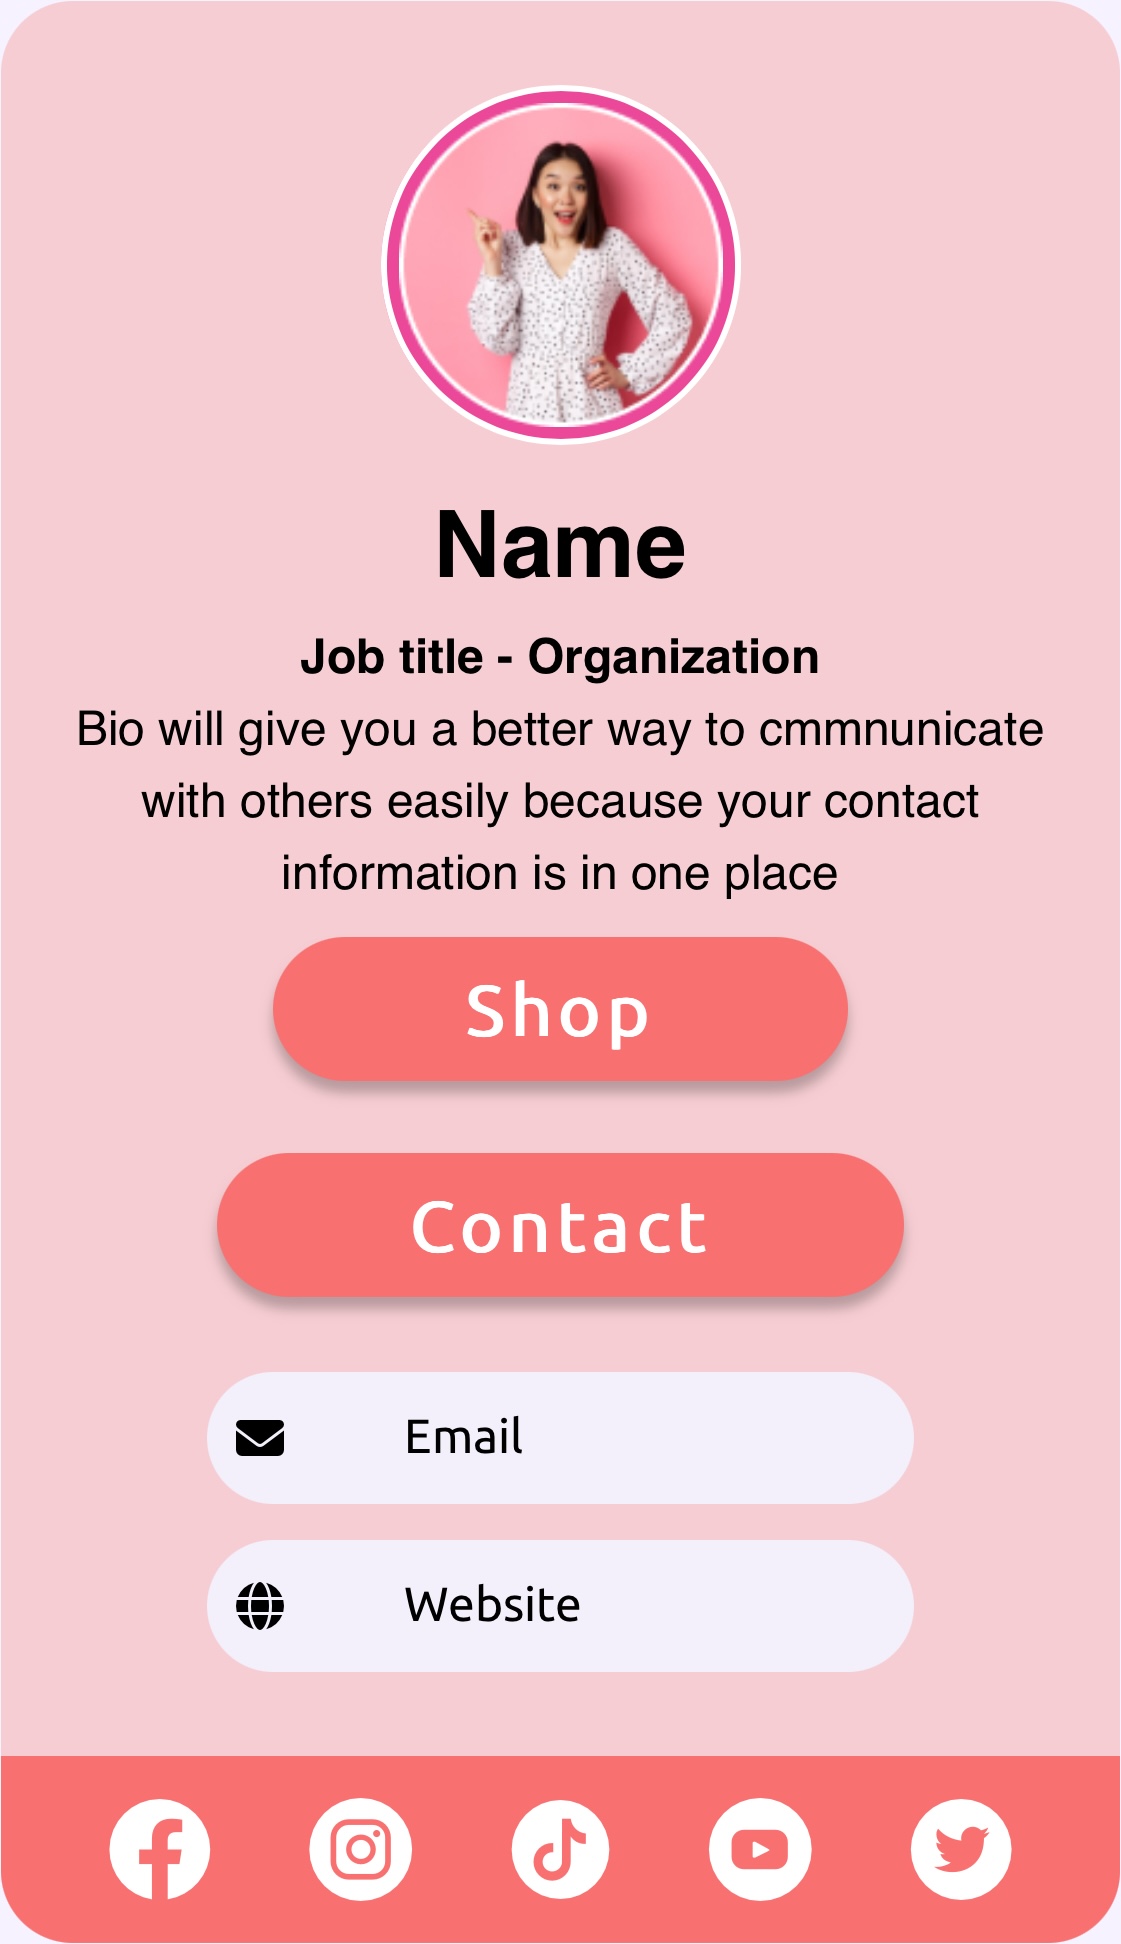 Name
Job title - Organization
Bio will give you a better way to cmmnunicate
with others easily because your contact
information is in one place
Shop
Contact
Email
Website